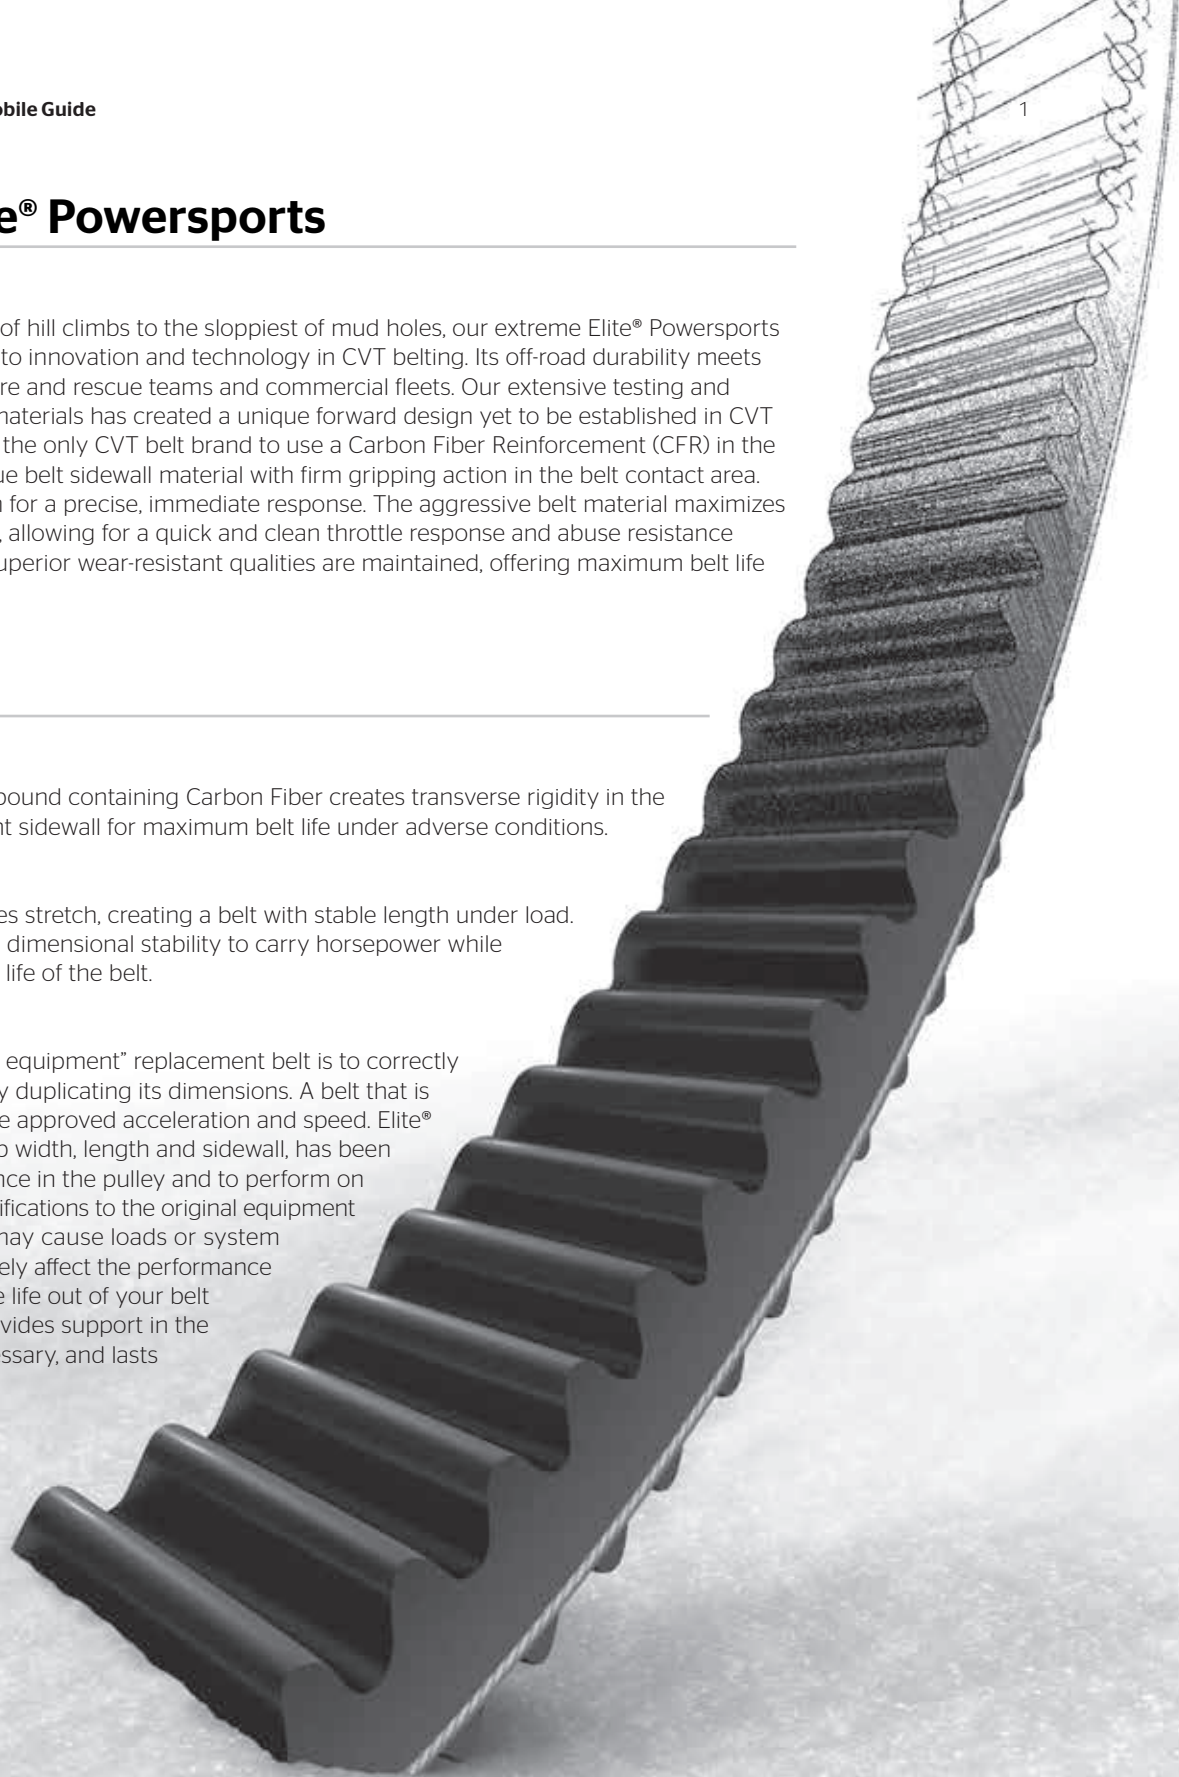 obile Guide
1
e® Powersports
of hill climbs to the sloppiest of mud holes, our extreme Elite® Powersports
to innovation and technology in CVT belting. Its off-road durability meets
re and rescue teams and commercial fleets. Our extensive testing and
materials has created a unique forward design yet to be established in CVT
the only CVT belt brand to use a Carbon Fiber Reinforcement (CFR) in the
ue belt sidewall material with firm gripping action in the belt contact area.
for a precise, immediate response. The aggressive belt material maximizes
, allowing for a quick and clean throttle response and abuse resistance
uperior wear-resistant qualities are maintained, offering maximum belt life
pound containing Carbon Fiber creates transverse rigidity in the
nt sidewall for maximum belt life under adverse conditions.
es stretch, creating a belt with stable length under load.
dimensional stability to carry horsepower while
life of the belt.
equipment” replacement belt is to correctly
y duplicating its dimensions. A belt that is
e approved acceleration and speed. Elite®
p width, length and sidewall, has been
nce in the pulley and to perform on
ifications to the original equipment
may cause loads or system
ely affect the performance
e life out of your belt
vides support in the
essary, and lasts